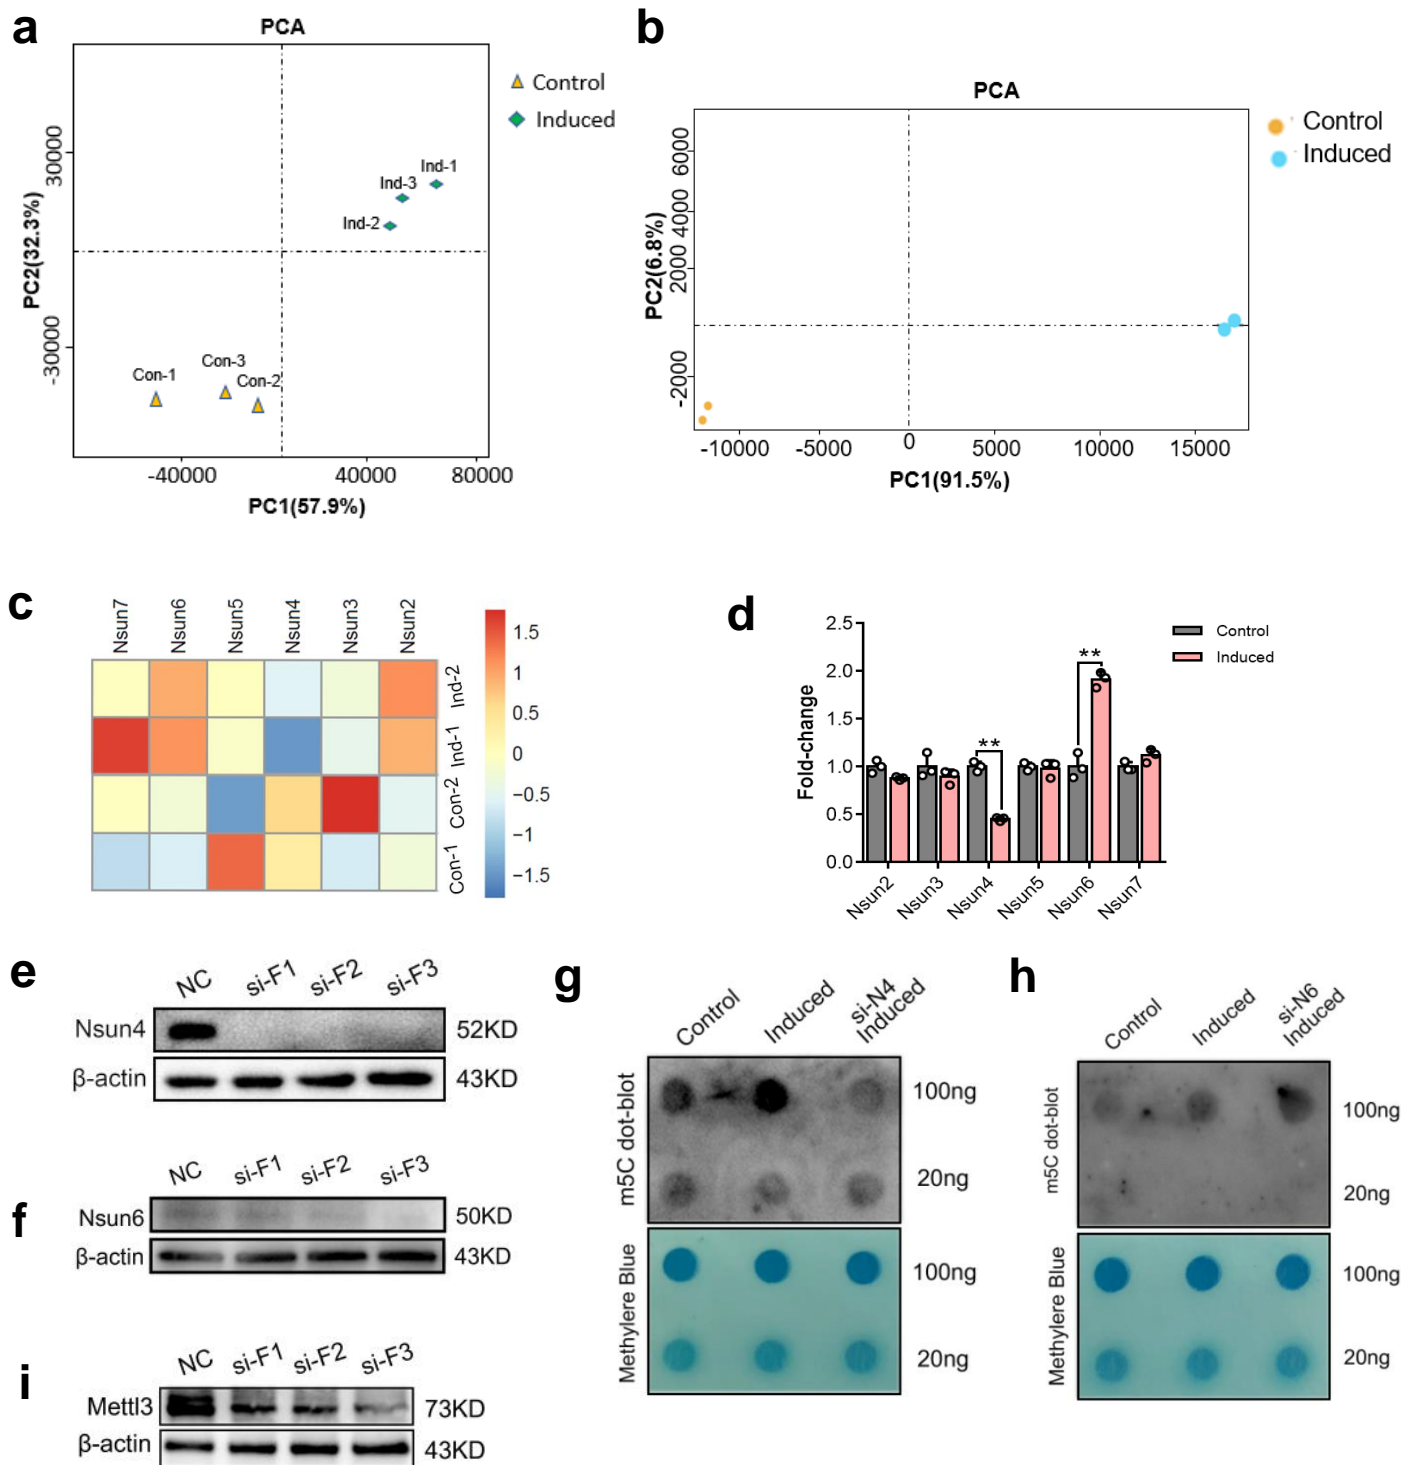 a
PCA
Control
Induced
30000
-30000
PC2(32.3%)
Ind-1
Ind-3
Ind-2
Con-1
Con-3
Con-2
-40000
40000
80000
PC1(57.9%)
b
PCA
Control
Induced
6000
4000
2000
-2000
PC2(6.8%)
-10000
-5000
0
5000
10000
15000
PC1(91.5%)
c
Nsun7
Nsun6
Nsun5
Nsun4
Nsun3
Nsun2
Ind-2
Ind-1
Con-2
Con-1
1.5
1
0.5
0
−0.5
−1
−1.5
d
Fold-change
2.5
2.0
1.5
1.0
0.5
0.0
**
**
Control
Induced
Nsun2
Nsun3
Nsun4
Nsun5
Nsun6
Nsun7
e
NC
si-F1
si-F2
si-F3
Nsun4
52KD
β-actin
43KD
f
NC
si-F1
si-F2
si-F3
Nsun6
50KD
β-actin
43KD
g
Control
Induced
si-N4
Induced
m5C dot-blot
100ng
20ng
Methylere Blue
100ng
20ng
h
Control
Induced
si-N6
Induced
m5C dot-blot
100ng
20ng
Methylere Blue
100ng
20ng
i
NC
si-F1
si-F2
si-F3
Mettl3
73KD
β-actin
43KD